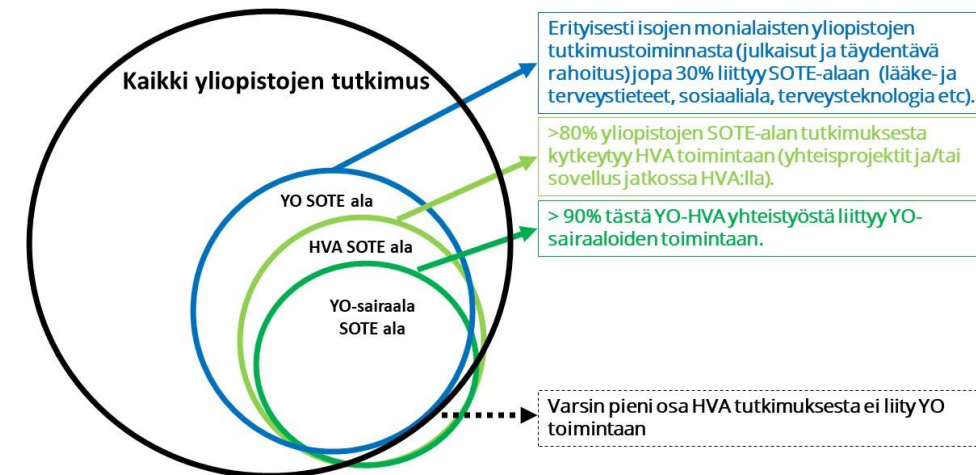 Kaikki yliopistojen tutkimus
YO SOTE ala
HVA SOTE ala
YO-sairaala
SOTE ala
Erityisesti isojen monialaisten yliopistojen
tutkimustoiminnasta (julkaisut ja täydentävä
rahoitus) jopa 30% liittyy SOTE-alaan (lääke- ja
terveystieteet, sosiaaliala, terveysteknologia etc).
>80% yliopistojen SOTE-alan tutkimuksesta
kytkeytyy HVA toimintaan (yhteisprojektit ja/tai
sovellus jatkossa HVA:lla).
> 90% tästä YO-HVA yhteistyöstä liittyy YO-
sairaaloiden toimintaan.
Varsin pieni osa HVA tutkimuksesta ei liity YO
toimintaan